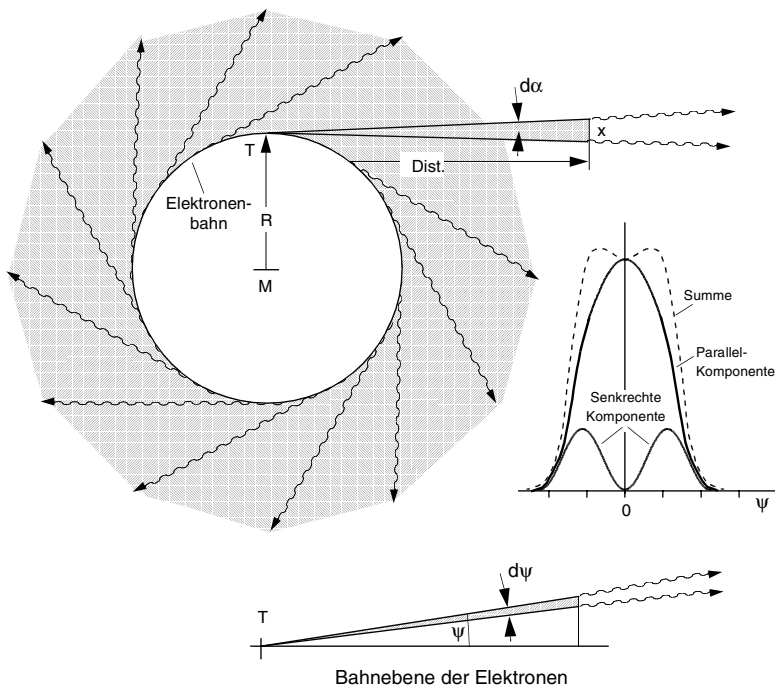 dα
T
x
Dist.
Elektronen-
bahn
R
M
Summe
Parallel-
Komponente
Senkrechte
Komponente
0
ψ
dψ
T
ψ
Bahnebene der Elektronen